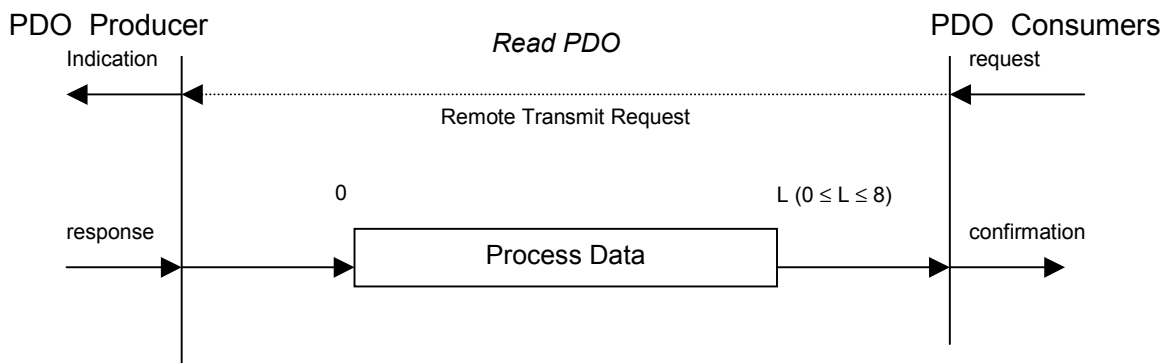 PDO Producer
Read PDO
PDO Consumers
Indication
request
Remote Transmit Request
0
L (0 ≤ L ≤ 8)
response
confirmation
Process Data